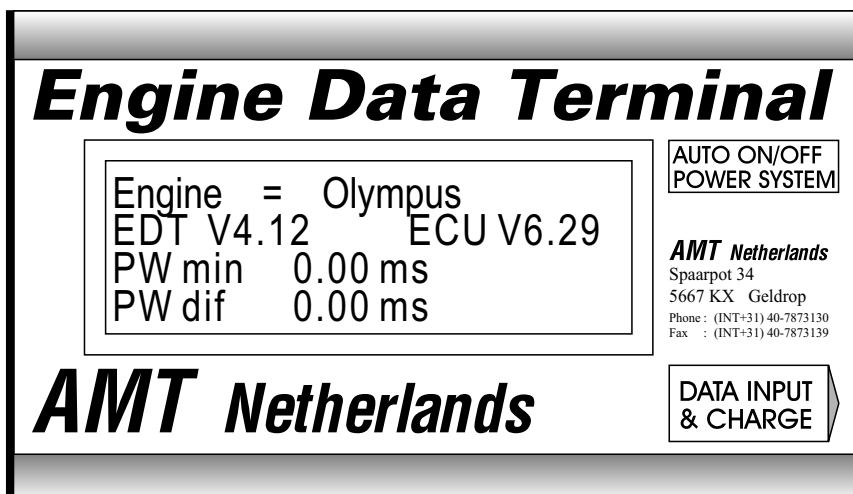 Engine Data Terminal
Engine = Olympus
EDT V4.12 ECU V6.29
PW min 0.00 ms
PW dif 0.00 ms
AUTO ON/OFF
POWER SYSTEM
AMT Netherlands
Spaarpot 34
5667 KX Geldrop
Phone : (INT+31) 40-7873130
Fax : (INT+31) 40-7873139
AMT Netherlands
DATA INPUT
& CHARGE